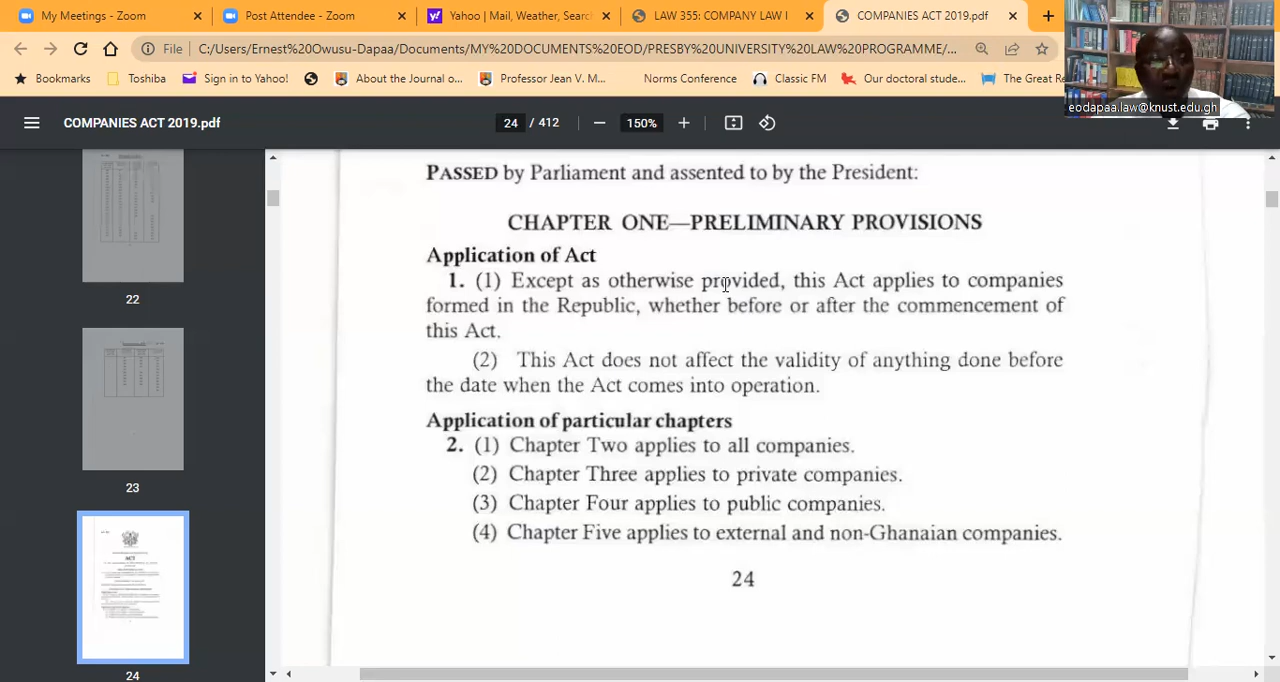 My Meetings - Zoom
Post Attendee - Zoom
Yahoo | Mail, Weather, Searc
LAW 355: COMPANY LAW I
COMPANIES ACT 2019.pdf
File
C:/Users/Ernest%20Owusu-Dapaa/Documents/MY%20DOCUMENTS%20EOD/PRESBY%20UNIVERSITY%20LAW%20PROGRAMME/...
Bookmarks
Toshiba
Sign in to Yahoo!
About the Journal o...
Professor Jean V. M...
Norms Conference
Classic FM
Our doctoral stude...
The Great Re
eodapaa.law@knust.edu.gh
COMPANIES ACT 2019.pdf
24 / 412
150%
22
23
24
PASSED by Parliament and assented to by the President:
CHAPTER ONE—PRELIMINARY PROVISIONS
Application of Act
1. (1) Except as otherwise provided, this Act applies to companies
formed in the Republic, whether before or after the commencement of
this Act.
(2) This Act does not affect the validity of anything done before
the date when the Act comes into operation.
Application of particular chapters
2. (1) Chapter Two applies to all companies.
(2) Chapter Three applies to private companies.
(3) Chapter Four applies to public companies.
(4) Chapter Five applies to external and non-Ghanaian companies.
24